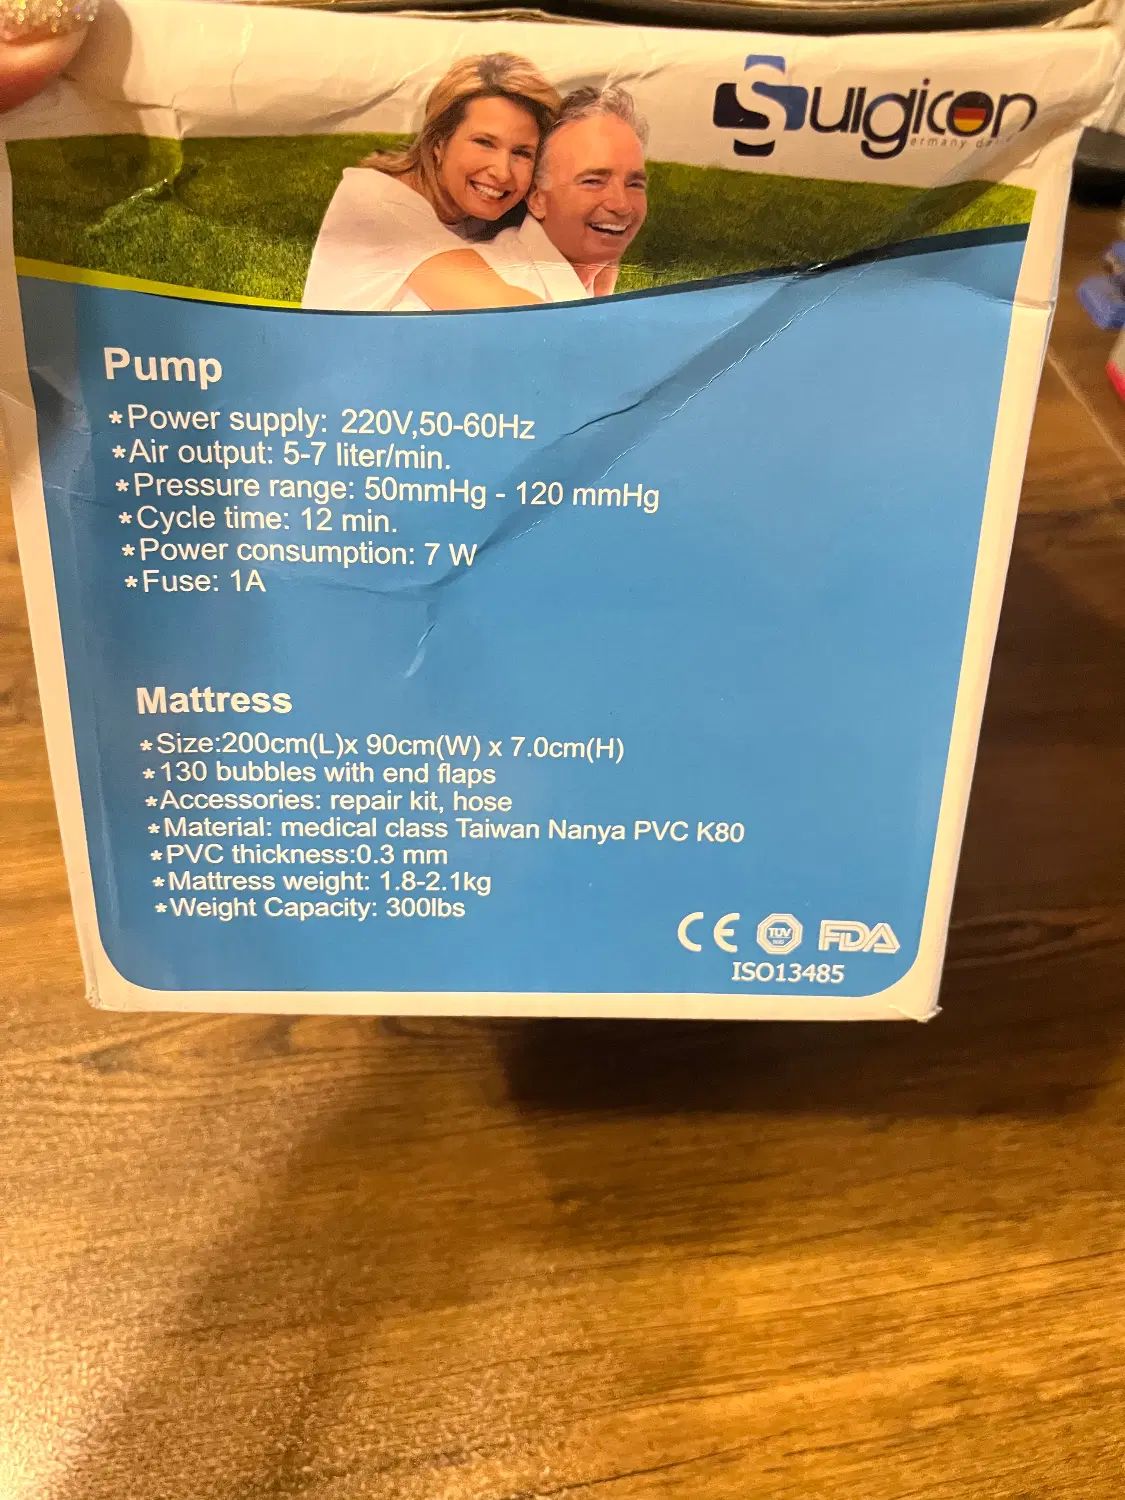 Sulgicon
Pump
*Power supply: 220V,50-60Hz
*Air output: 5-7 liter/min.
*Pressure range: 50mmHg - 120 mmHg
*Cycle time: 12 min.
*Power consumption: 7 W
*Fuse: 1A
Mattress
*Size:200cm(L)x 90cm(W) x 7.0cm(H)
*130 bubbles with end flaps
*Accessories: repair kit, hose
*Material: medical class Taiwan Nanya PVC K80
*PVC thickness:0.3 mm
*Mattress weight: 1.8-2.1kg
*Weight Capacity: 300lbs
CE TÜV FDA
ISO13485